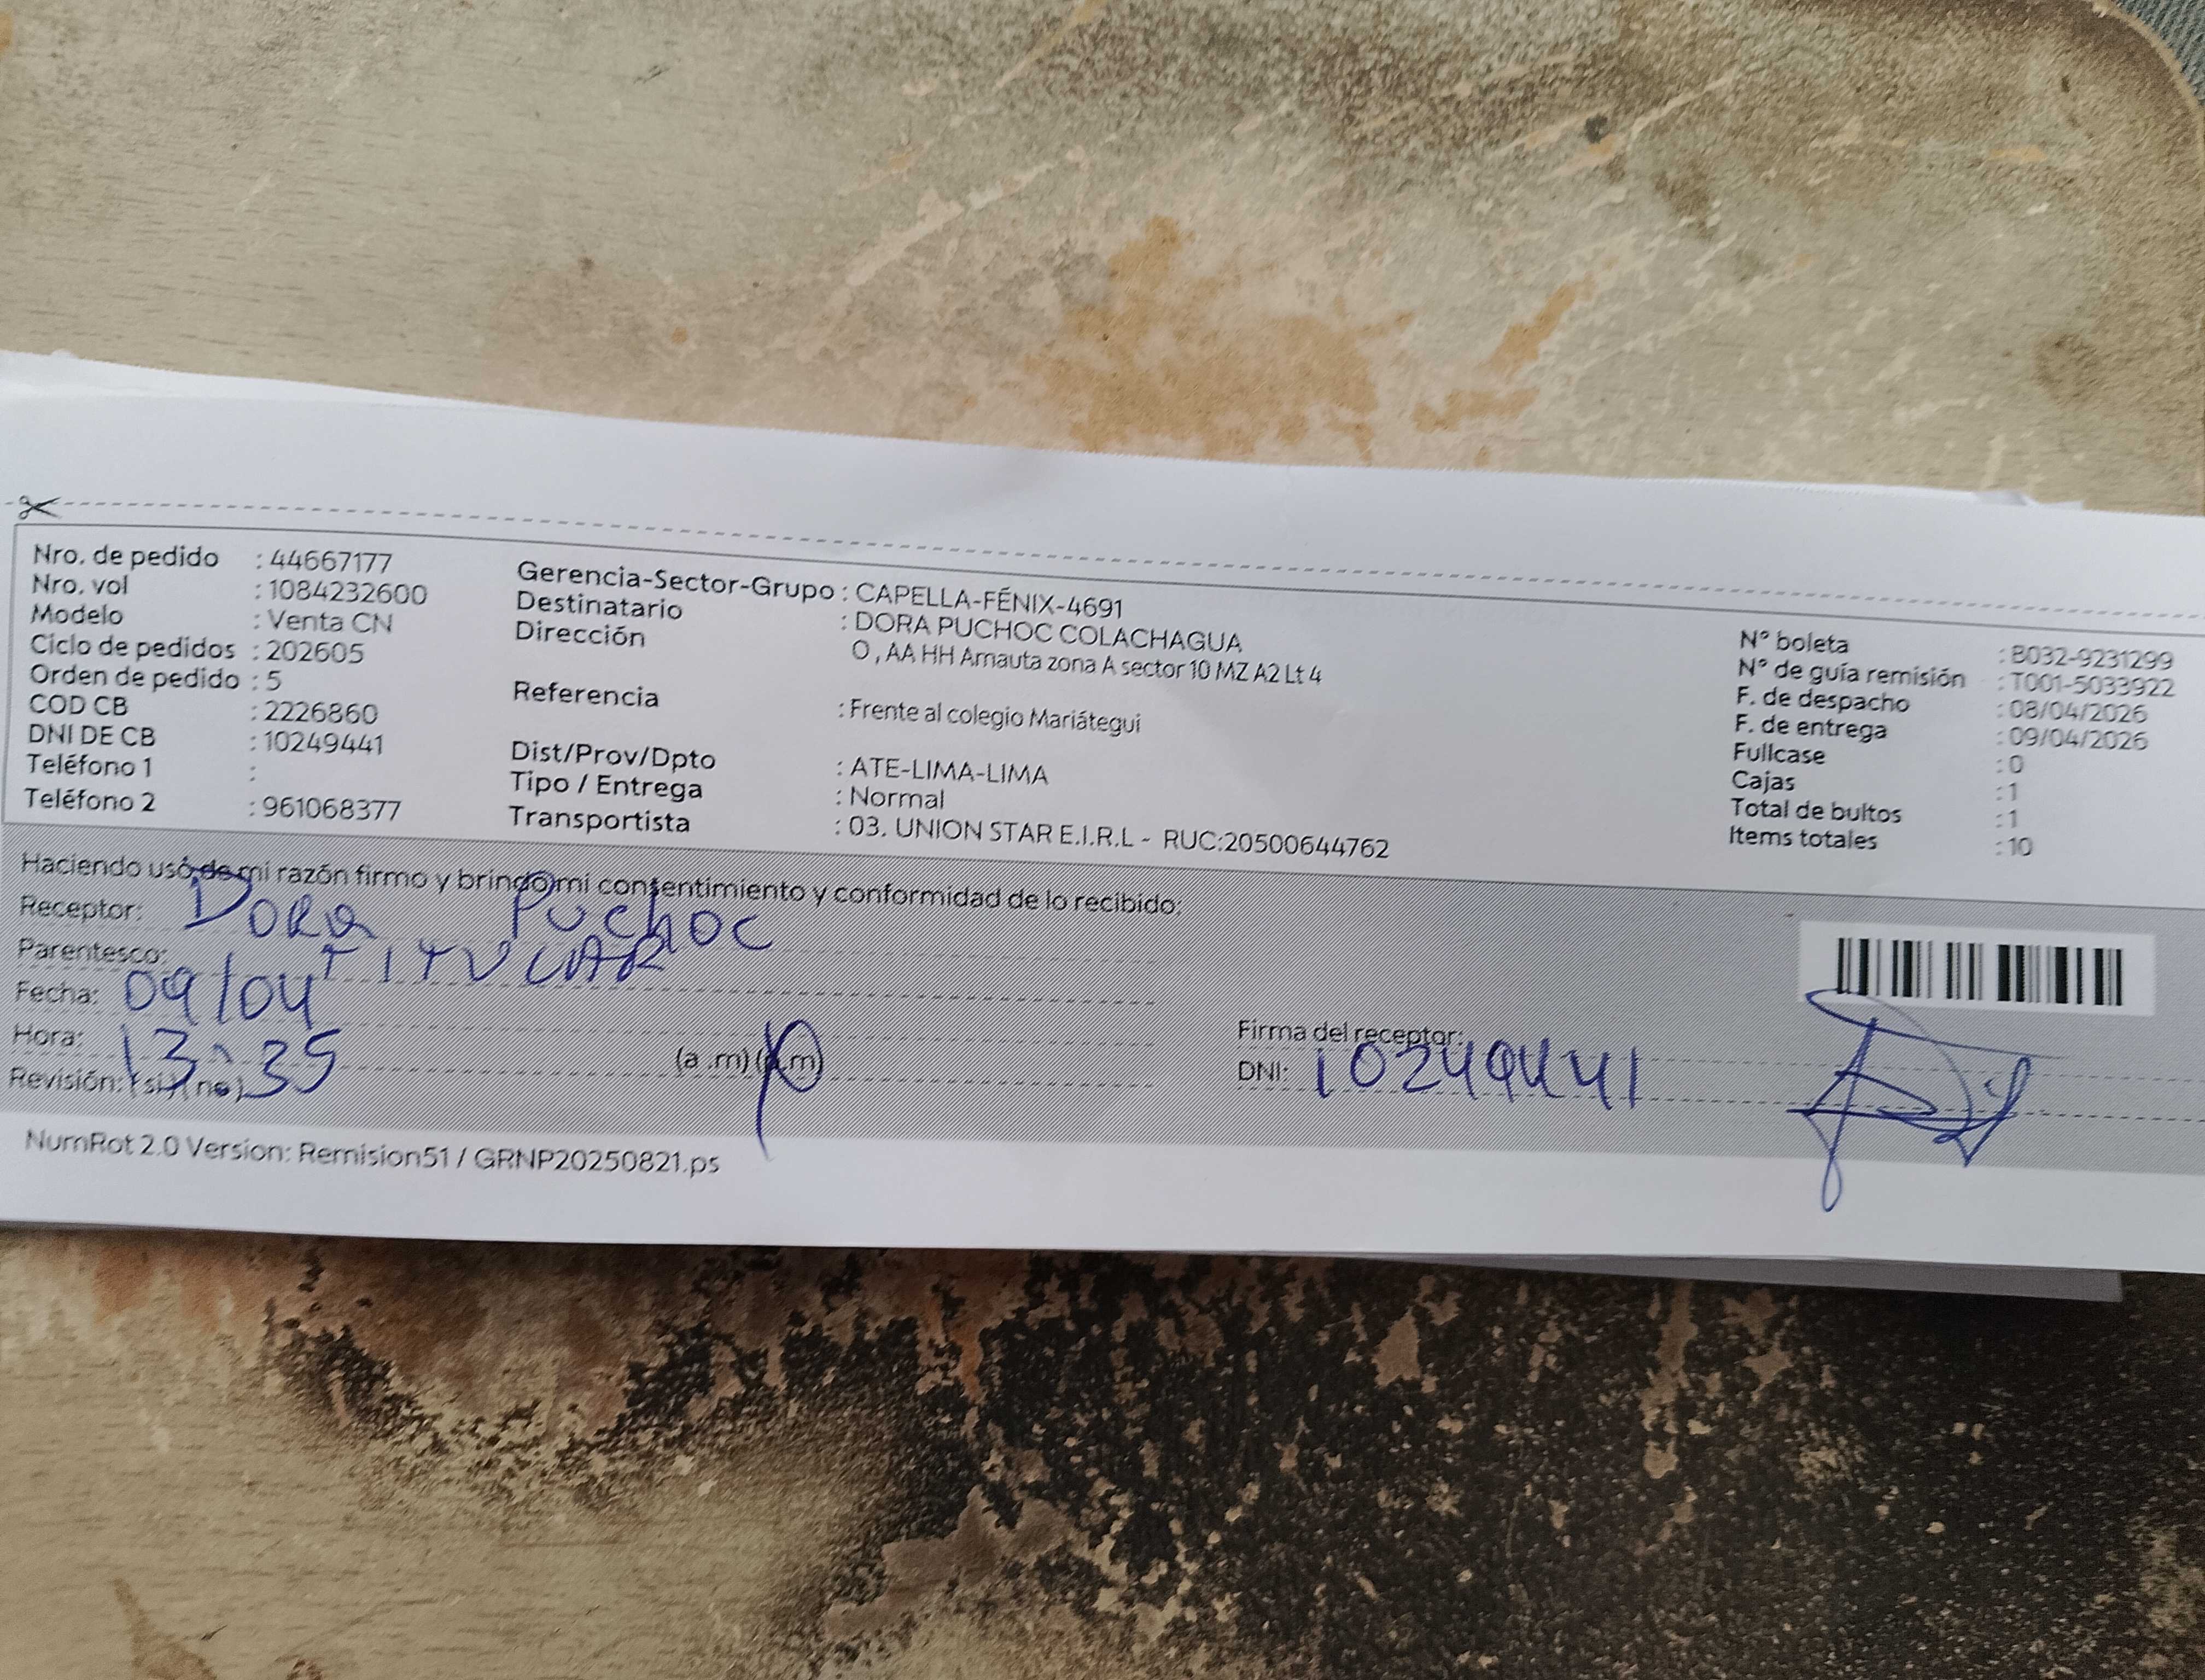 Nro. de pedido : 44667177
Nro. vol : 1084232600
Modelo : Venta CN
Ciclo de pedidos : 202605
Orden de pedido : 5
COD CB : 2226860
DNI DE CB : 10249441
Teléfono 1 :
Teléfono 2 : 961068377
Gerencia-Sector-Grupo : CAPELLA-FÉNIX-4691
Destinatario : DORA PUCHOC COLACHAGUA
Dirección O , AA HH Amauta zona A sector 10 MZ A2 Lt 4
Referencia : Frente al colegio Mariátegui
Dist/Prov/Dpto : ATE-LIMA-LIMA
Tipo / Entrega : Normal
Transportista : 03. UNION STAR E.I.R.L - RUC:20500644762
N° boleta : B032-9231299
N° de guía remisión : T001-5033922
F. de despacho : 08/04/2026
F. de entrega : 09/04/2026
Fullcase : 0
Cajas : 1
Total de bultos : 1
Items totales : 10
Haciendo uso de mi razón firmo y brindo mi consentimiento y conformidad de lo recibido:
Receptor: DORA PUCHOC
Parentesco: TITULAR
Fecha: 09/04
Hora: 13:35 (a .m) (p.m)
Revisión: ( si ) ( no )
Firma del receptor:
DNI: 10249441
NumRot 2.0 Version: Remision51 / GRNP20250821.ps